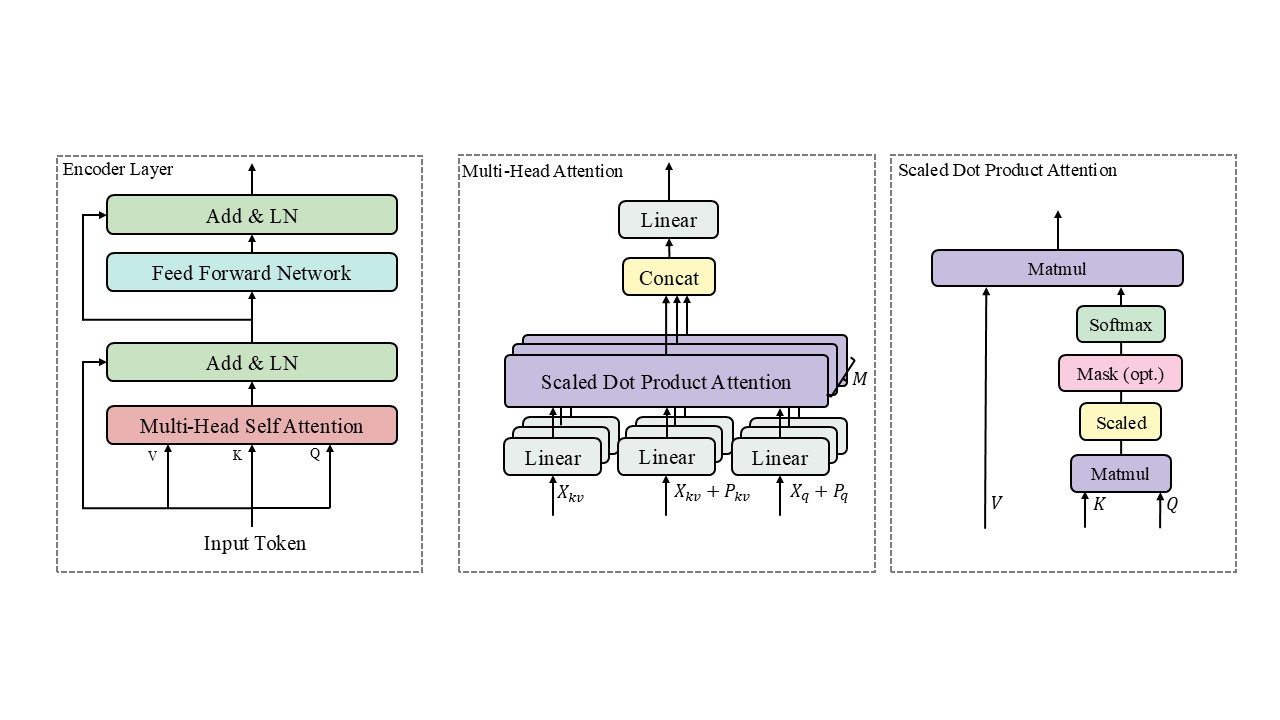 Encoder Layer
Add & LN
Feed Forward Network
Add & LN
Multi-Head Self Attention
V
K
Q
Input Token
Multi-Head Attention
Linear
Concat
Scaled Dot Product Attention
M
Linear
Linear
Linear
X_{kv}
X_{kv} + P_{kv}
X_q + P_q
Scaled Dot Product Attention
Matmul
Softmax
Mask (opt.)
Scaled
Matmul
V
K
Q